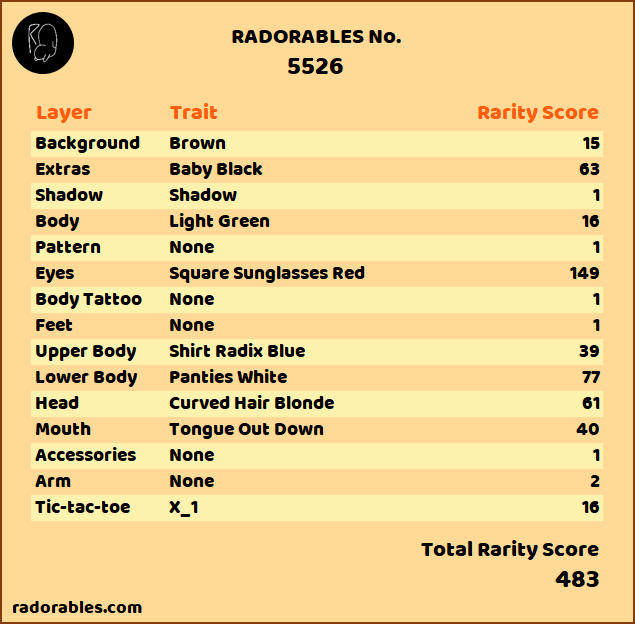 RADORABLES No.
5526
Layer Trait Rarity Score
Background Brown 15
Extras Baby Black 63
Shadow Shadow 1
Body Light Green 16
Pattern None 1
Eyes Square Sunglasses Red 149
Body Tattoo None 1
Feet None 1
Upper Body Shirt Radix Blue 39
Lower Body Panties White 77
Head Curved Hair Blonde 61
Mouth Tongue Out Down 40
Accessories None 1
Arm None 2
Tic-tac-toe X_1 16
Total Rarity Score
483
radorables.com